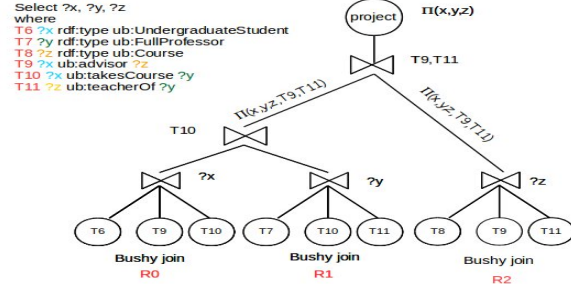 Select ?x, ?y, ?z
where
T6 ?x rdf:type ub:UndergraduateStudent
T7 ?y rdf:type ub:FullProfessor
T8 ?z rdf:type ub:Course
T9 ?x ub:advisor ?z
T10 ?x ub:takesCourse ?y
T11 ?z ub:teacherOf ?y
project
Π(x,y,z)
T9,T11
Π(x,yz,T9,T11)
Π(x,yz,T9,T11)
T10
?x
?y
?z
T6 T9 T10 T7 T10 T11 T8 T9 T11
Bushy join Bushy join Bushy join
R0 R1 R2